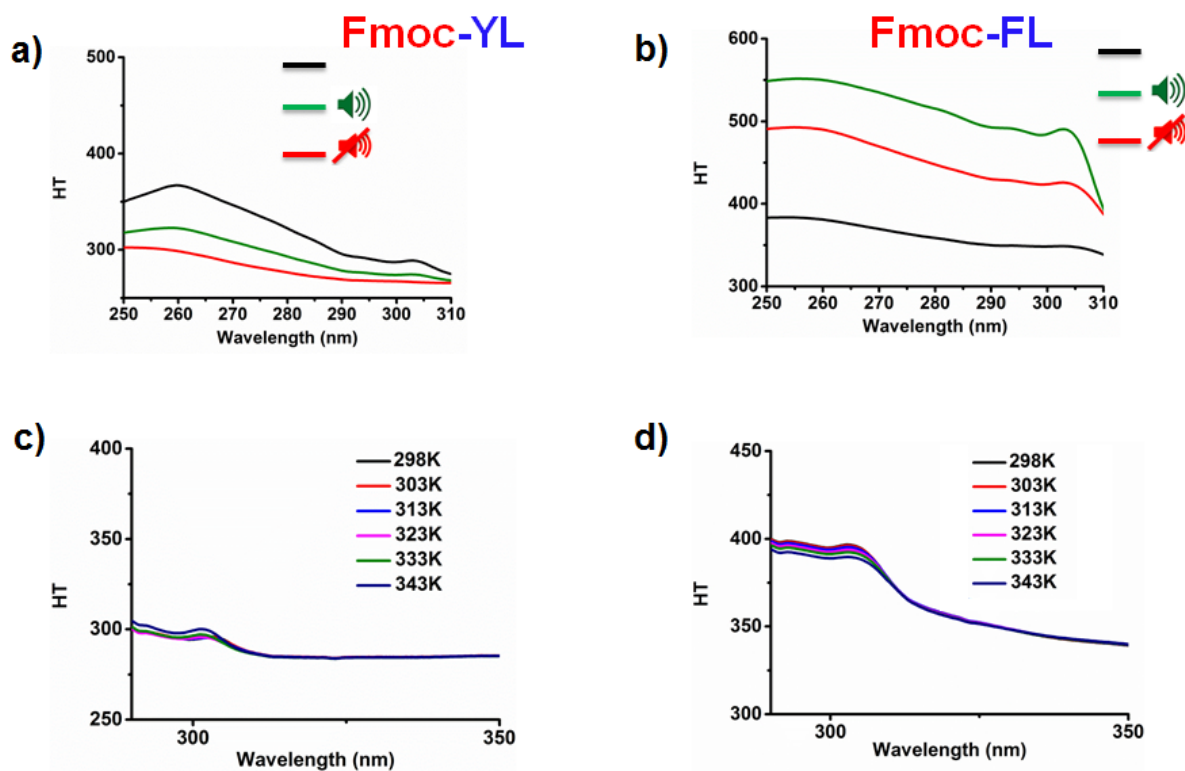 a)
Fmoc-YL
500
400
300
HT
250 260 270 280 290 300 310
Wavelength (nm)
b)
Fmoc-FL
600
500
400
300
HT
250 260 270 280 290 300 310
Wavelength (nm)
c)
400
350
300
250
HT
298K
303K
313K
323K
333K
343K
300 350
Wavelength (nm)
d)
450
400
350
300
HT
298K
303K
313K
323K
333K
343K
300 350
Wavelength (nm)